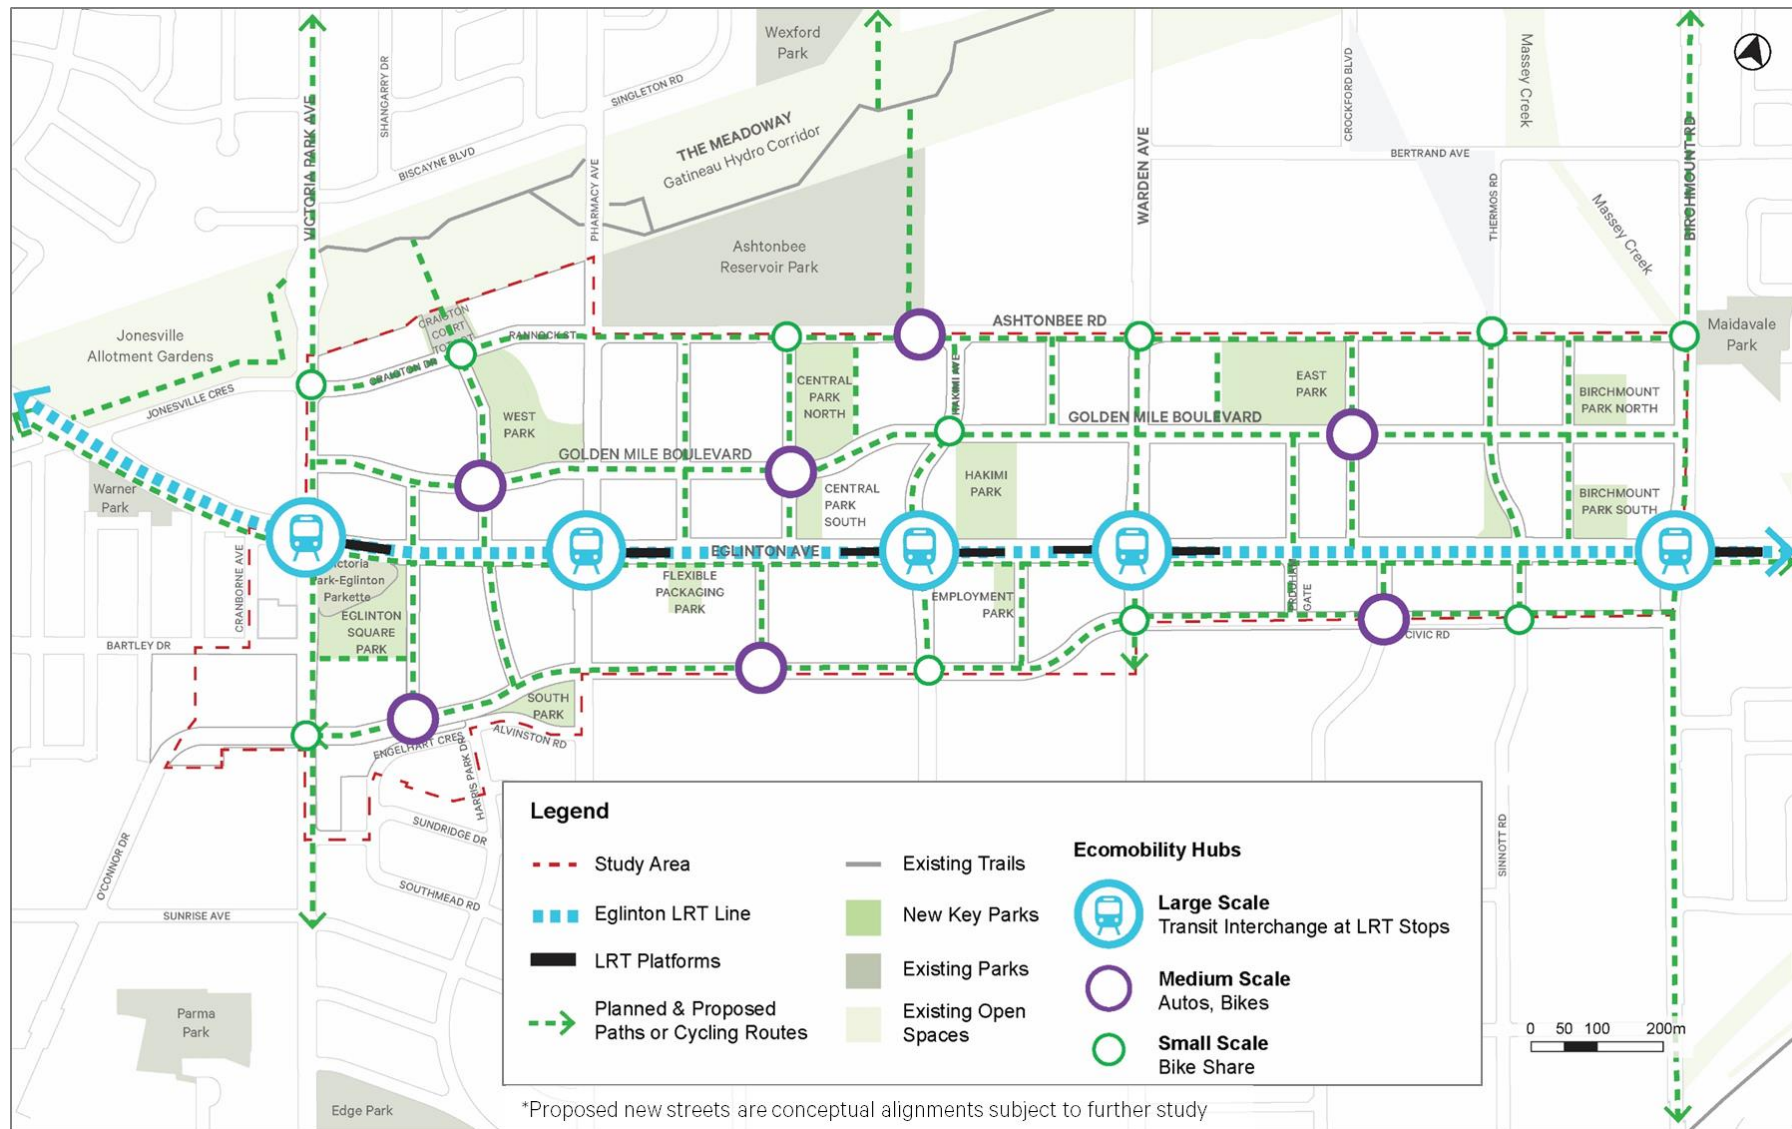 Wexford
Park
SHANGARRY DR
SINGLETON RD
VICTORIA PARK AVE
BISCAYNE BLVD
PHARMACY AVE
THE MEADOWAY
Gatineau Hydro Corridor
WARDEN AVE
CROCKFORD BLVD
BERTRAND AVE
Massey Creek
BIRCHMOUNT RD
THERMOS RD
Massey Creek
Ashtonbee
Reservoir Park
Jonesville
Allotment Gardens
JONESVILLE CRES
CRAIGTON
COURT
RANNOCK ST
CRAIGTON DR
ASHTONBEE RD
Maidavale
Park
HAKIMI AVE
WEST
PARK
CENTRAL
PARK
NORTH
EAST
PARK
BIRCHMOUNT
PARK NORTH
GOLDEN MILE BOULEVARD
GOLDEN MILE BOULEVARD
Warner
Park
CENTRAL
PARK
SOUTH
HAKIMI
PARK
BIRCHMOUNT
PARK SOUTH
EGLINTON AVE
CRANBORNE AVE
Park-Eglinton
Parkette
EGLINTON
SQUARE
PARK
FLEXIBLE
PACKAGING
PARK
EMPLOYMENT
PARK
GATE
CIVIC RD
BARTLEY DR
SOUTH
PARK
ENGELHART CRES
ALVINSTON RD
HARRIS PARK DR
SUNDRIDGE DR
SOUTHMEAD RD
O'CONNOR DR
SUNRISE AVE
SINNOTT RD
Parma
Park
Edge Park
Legend
Study Area
Eglinton LRT Line
LRT Platforms
Planned & Proposed
Paths or Cycling Routes
Existing Trails
New Key Parks
Existing Parks
Existing Open
Spaces
Ecomobility Hubs
Large Scale
Transit Interchange at LRT Stops
Medium Scale
Autos, Bikes
Small Scale
Bike Share
0 50 100 200m
*Proposed new streets are conceptual alignments subject to further study